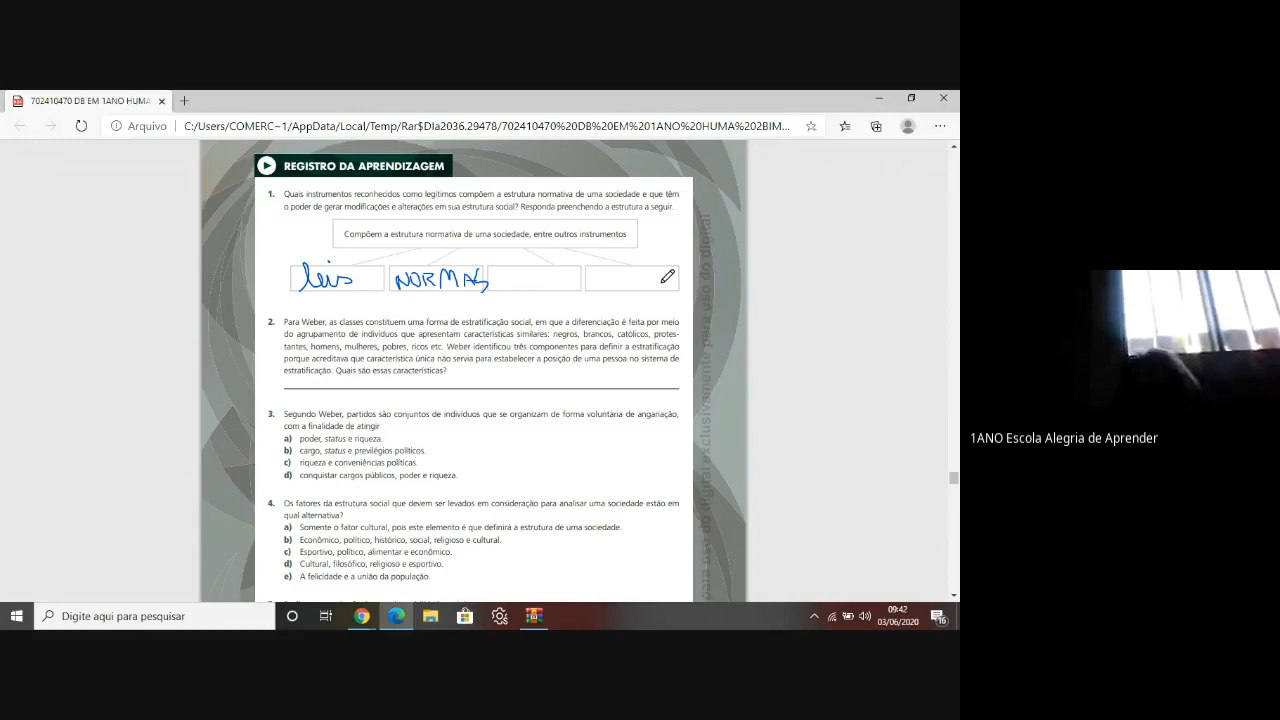 702410470 DB EM 1ANO HUMA
Arquivo
C:/Users/COMERC~1/AppData/Local/Temp/Rar$DIa2036.29478/702410470%20DB%20EM%201ANO%20HUMA%202BIM...
REGISTRO DA APRENDIZAGEM
1. Quais instrumentos reconhecidos como legítimos compõem a estrutura normativa de uma sociedade e que têm
o poder de gerar modificações e alterações em sua estrutura social? Responda preenchendo a estrutura a seguir.
Compõem a estrutura normativa de uma sociedade, entre outros instrumentos
leis NORMAS
2. Para Weber, as classes constituem uma forma de estratificação social, em que a diferenciação é feita por meio
do agrupamento de indivíduos que apresentam características similares: negros, brancos, católicos, protes-
tantes, homens, mulheres, pobres, ricos etc. Weber identificou três componentes para definir a estratificação
porque acreditava que característica única não servia para estabelecer a posição de uma pessoa no sistema de
estratificação. Quais são essas características?
3. Segundo Weber, partidos são conjuntos de indivíduos que se organizam de forma voluntária de angariação,
com a finalidade de atingir
a) poder, status e riqueza.
b) cargo, status e previlégios políticos.
c) riqueza e conveniências políticas.
d) conquistar cargos públicos, poder e riqueza.
4. Os fatores da estrutura social que devem ser levados em consideração para analisar uma sociedade estão em
qual alternativa?
a) Somente o fator cultural, pois este elemento é que definirá a estrutura de uma sociedade.
b) Econômico, político, histórico, social, religioso e cultural.
c) Esportivo, político, alimentar e econômico.
d) Cultural, filosófico, religioso e esportivo.
e) A felicidade e a união da população.
para uso do digital exclusivamente para uso do digital
1ANO Escola Alegria de Aprender
Digite aqui para pesquisar
09:42
03/06/2020
16